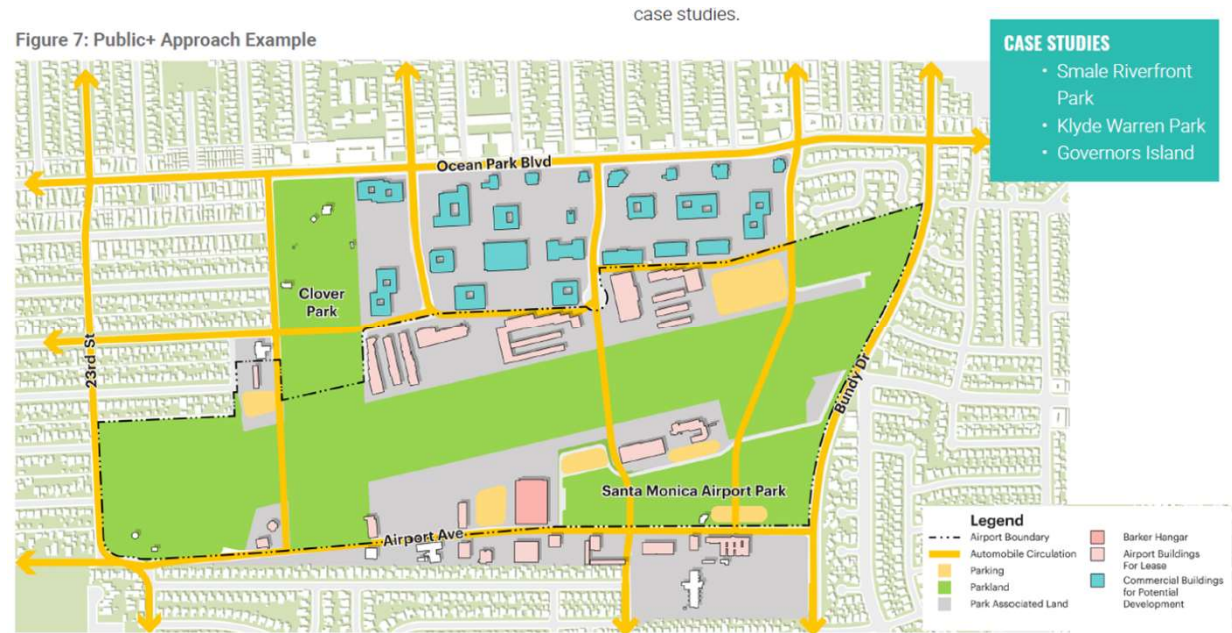 case studies.
Figure 7: Public+ Approach Example
CASE STUDIES
• Smale Riverfront
Park
• Klyde Warren Park
• Governors Island
Ocean Park Blvd
Clover
Park
23rd St
Bundy Dr
Santa Monica Airport Park
Airport Ave
Legend
Airport Boundary
Automobile Circulation
Parking
Parkland
Park Associated Land
Barker Hangar
Airport Buildings
For Lease
Commercial Buildings
for Potential
Development